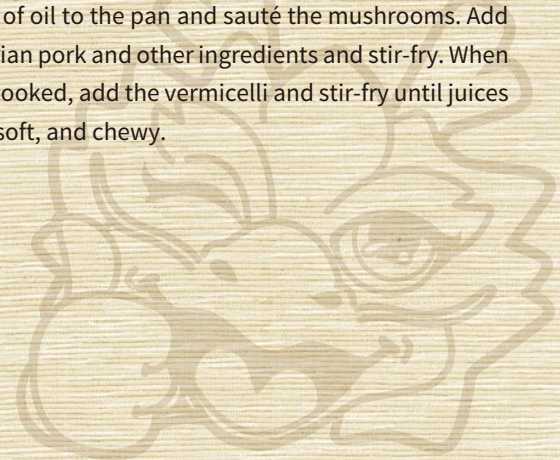 of oil to the pan and sauté the mushrooms. Add
ian pork and other ingredients and stir-fry. When
ooked, add the vermicelli and stir-fry until juices
soft, and chewy.